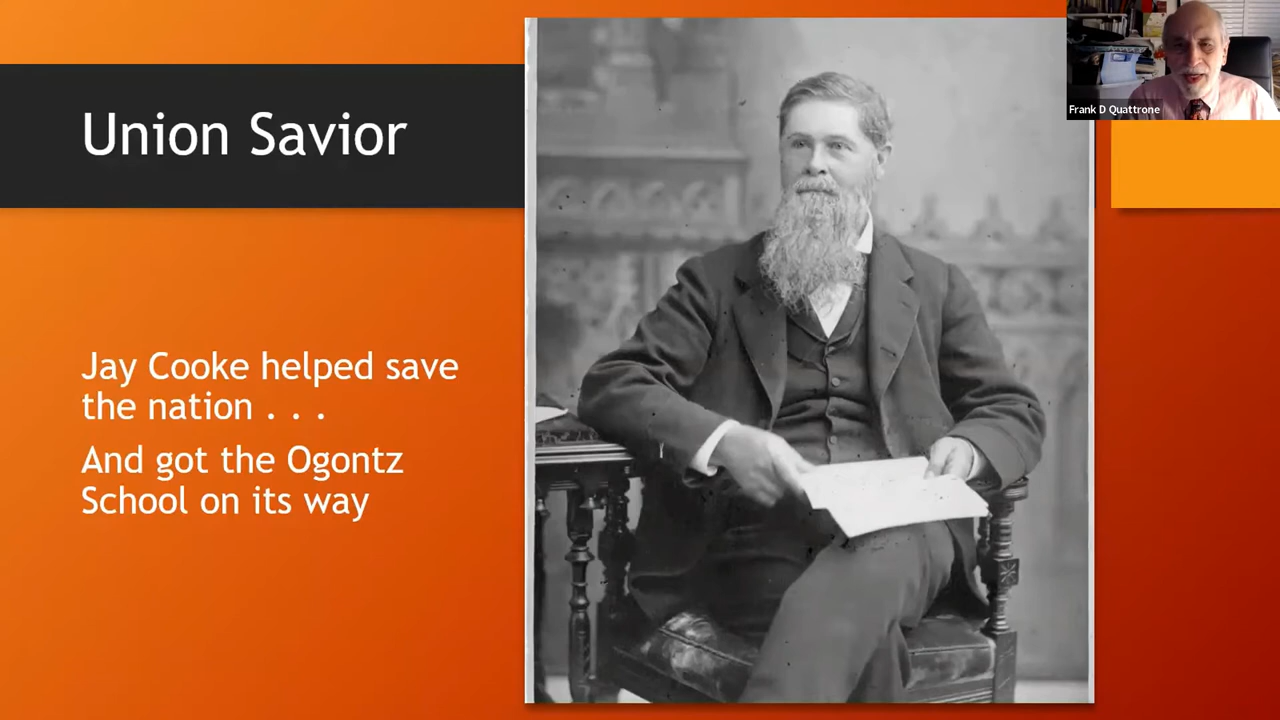 Union Savior
Frank D Quattrone
Jay Cooke helped save
the nation . . .
And got the Ogontz
School on its way